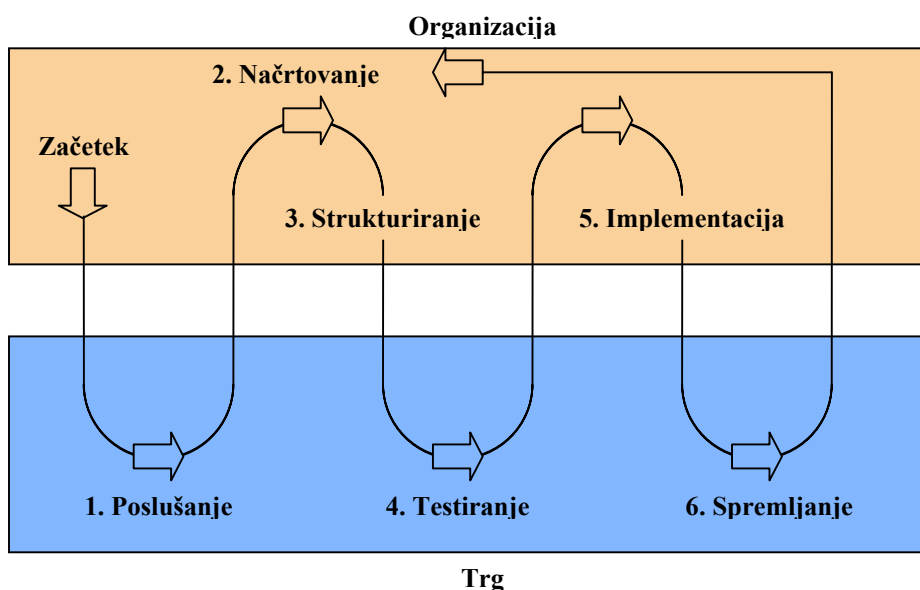 Organizacija
2. Načrtovanje
Začetek
3. Strukturiranje
5. Implementacija
1. Poslušanje
4. Testiranje
6. Spremljanje
Trg